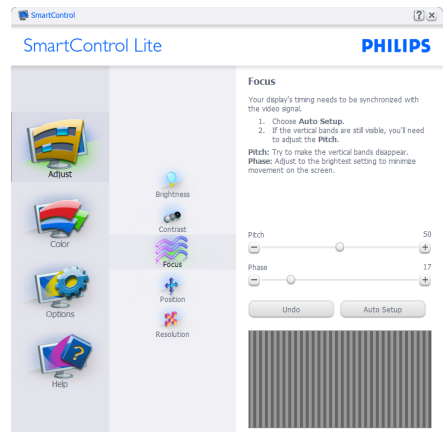 SmartControl
SmartControl Lite
PHILIPS
Adjust
Color
Options
Help
Brightness
Contrast
Focus
Position
Resolution
Focus
Your display's timing needs to be synchronized with
the video signal.
1. Choose Auto Setup.
2. If the vertical bands are still visible, you'll need
to adjust the Pitch.
Pitch: Try to make the vertical bands disappear.
Phase: Adjust to the brightest setting to minimize
movement on the screen.
Pitch 50
Phase 17
Undo Auto Setup